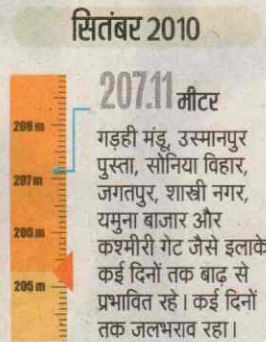 सितंबर 2010
207.11 मीटर
208 m
207 m
206 m
205 m
गड़ही मंडू, उस्मानपुर
पुस्ता, सोनिया विहार,
जगतपुर, शास्त्री नगर,
यमुना बाजार और
कश्मीरी गेट जैसे इलाके
कई दिनों तक बाढ़ से
प्रभावित रहे। कई दिनों
तक जलभराव रहा।